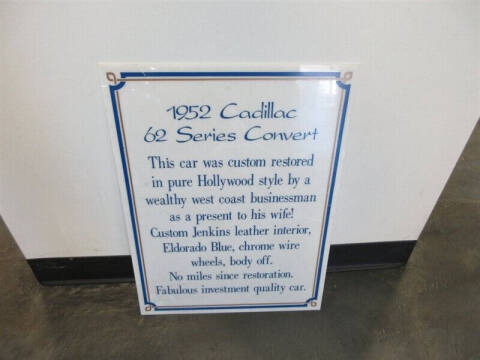 1952 Cadillac
62 Series Convert
This car was custom restored
in pure Hollywood style by a
wealthy west coast businessman
as a present to his wife!
Custom Jenkins leather interior,
Eldorado Blue, chrome wire
wheels, body off.
No miles since restoration.
Fabulous investment quality car.